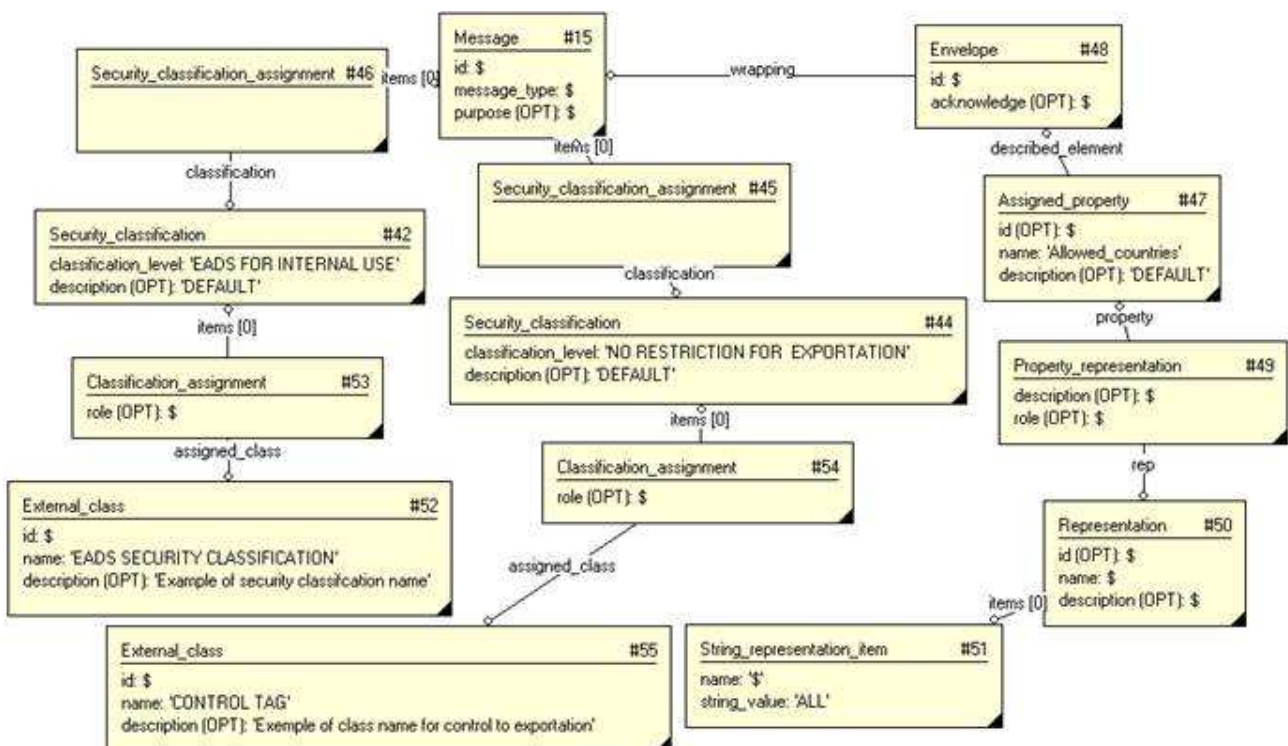 Message #15
id: $
message_type: $
purpose (OPT): $
Security_classification_assignment #46
items [0]
wrapping
Envelope #48
id: $
acknowledge (OPT): $
items [0]
described_element
classification
Security_classification_assignment #45
Assigned_property #47
id (OPT): $
name: 'Allowed_countries'
description (OPT): 'DEFAULT'
Security_classification #42
classification_level: 'EADS FOR INTERNAL USE'
description (OPT): 'DEFAULT'
classification
items [0]
property
Security_classification #44
classification_level: 'NO RESTRICTION FOR EXPORTATION'
description (OPT): 'DEFAULT'
Classification_assignment #53
role (OPT): $
Property_representation #49
description (OPT): $
role (OPT): $
assigned_class
items [0]
rep
Classification_assignment #54
role (OPT): $
External_class #52
id: $
name: 'EADS SECURITY CLASSIFICATION'
description (OPT): 'Example of security classifcation name'
Representation #50
id (OPT): $
name: $
description (OPT): $
assigned_class
items [0]
External_class #55
id: $
name: 'CONTROL TAG'
description (OPT): 'Exemple of class name for control to exportation'
String_representation_item #51
name: '$'
string_value: 'ALL'